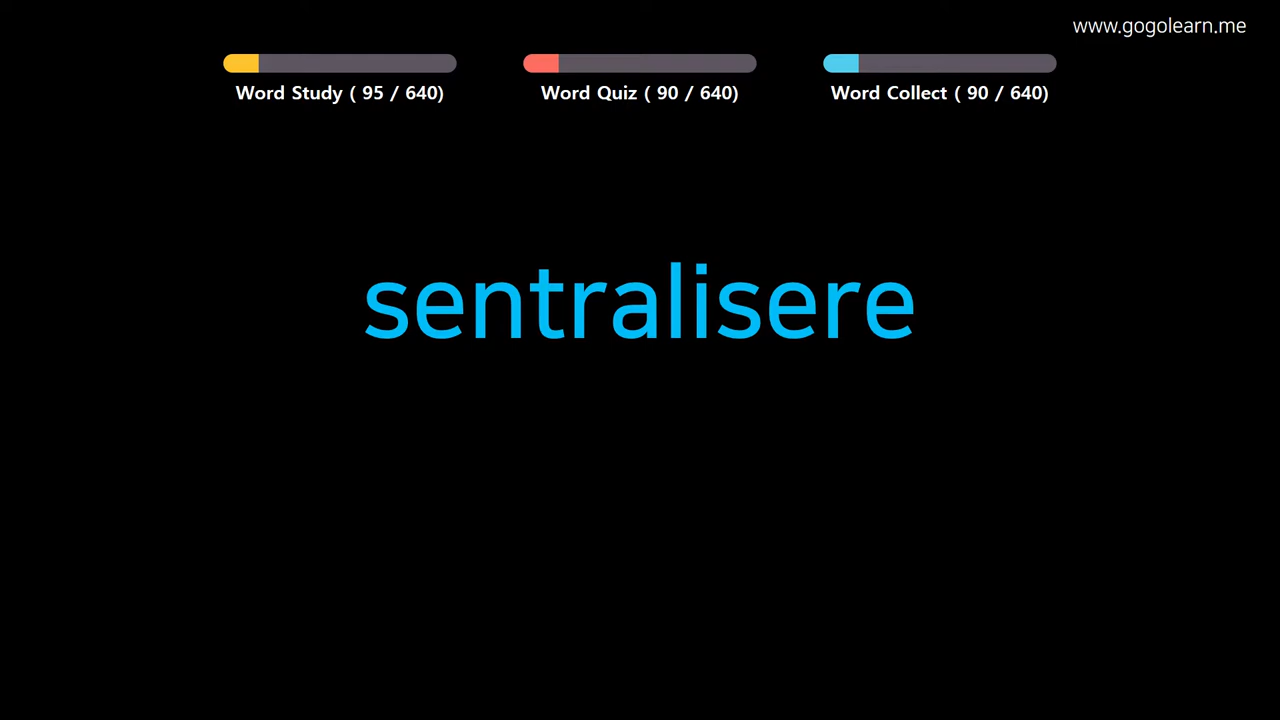 www.gogolearn.me
Word Study ( 95 / 640)
Word Quiz ( 90 / 640)
Word Collect ( 90 / 640)
sentralisere